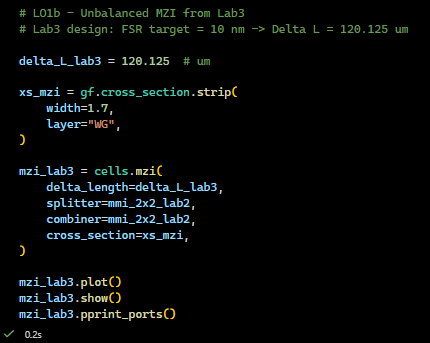 # LO1b – Unbalanced MZI from Lab3
# Lab3 design: FSR target = 10 nm -> Delta L = 120.125 um
delta_L_lab3 = 120.125  # um
xs_mzi = gf.cross_section.strip(
    width=1.7,
    layer="WG",
)
mzi_lab3 = cells.mzi(
    delta_length=delta_L_lab3,
    splitter=mmi_2x2_lab2,
    combiner=mmi_2x2_lab2,
    cross_section=xs_mzi,
)
mzi_lab3.plot()
mzi_lab3.show()
mzi_lab3.pprint_ports()
✓ 0.2s